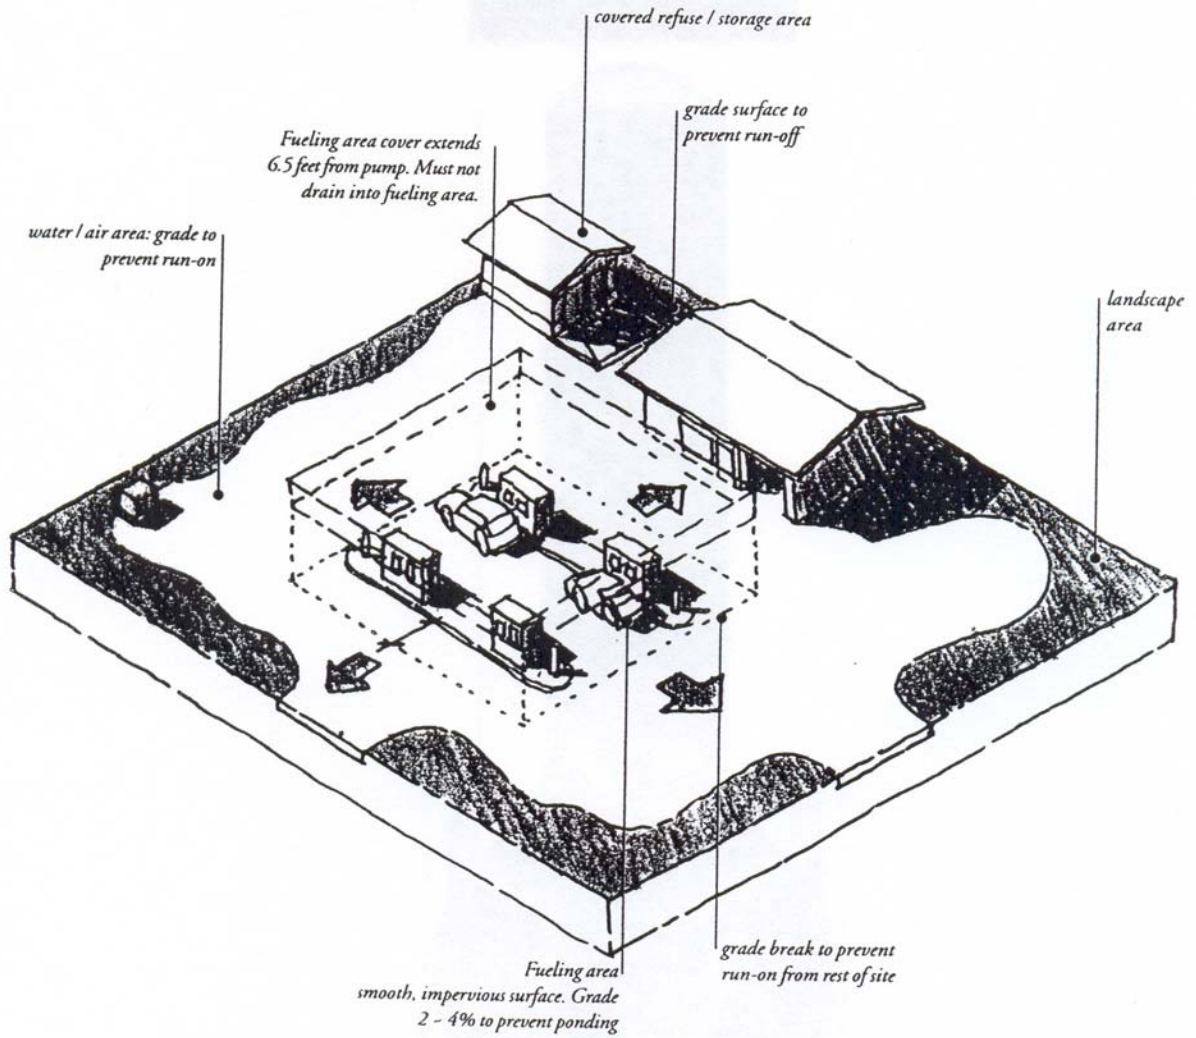 covered refuse / storage area
grade surface to
prevent run-off
Fueling area cover extends
6.5 feet from pump. Must not
drain into fueling area.
water / air area: grade to
prevent run-on
landscape
area
grade break to prevent
run-on from rest of site
Fueling area
smooth, impervious surface. Grade
2 - 4% to prevent ponding